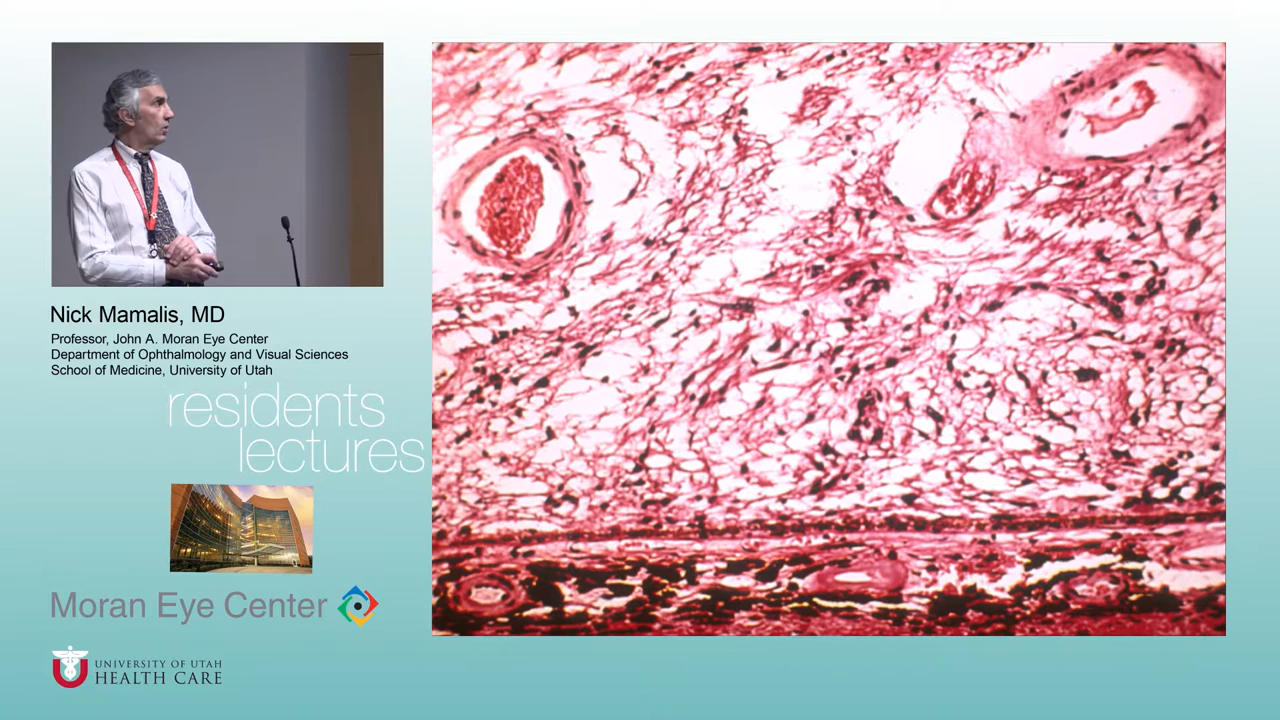 Nick Mamalis, MD
Professor, John A. Moran Eye Center
Department of Ophthalmology and Visual Sciences
School of Medicine, University of Utah
residents
lectures
Moran Eye Center
UNIVERSITY OF UTAH
HEALTH CARE